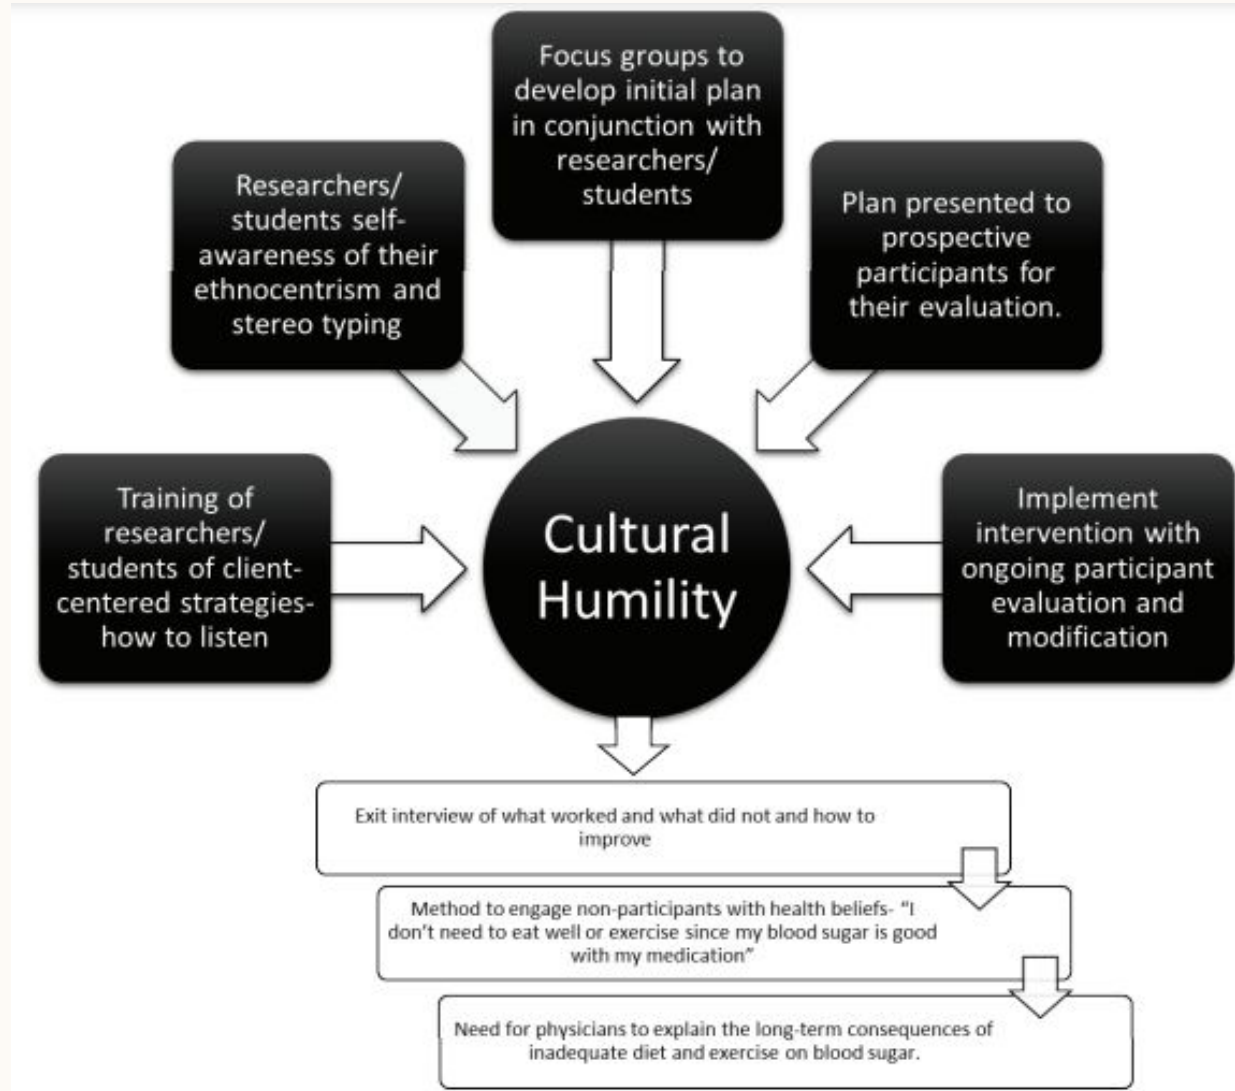 Focus groups to
develop initial plan
in conjunction with
researchers/
students
Researchers/
students self-
awareness of their
ethnocentrism and
stereo typing
Plan presented to
prospective
participants for
their evaluation.
Training of
researchers/
students of client-
centered strategies-
how to listen
Cultural
Humility
Implement
intervention with
ongoing participant
evaluation and
modification
Exit interview of what worked and what did not and how to
improve
Method to engage non-participants with health beliefs- “I
don’t need to eat well or exercise since my blood sugar is good
with my medication”
Need for physicians to explain the long-term consequences of
inadequate diet and exercise on blood sugar.